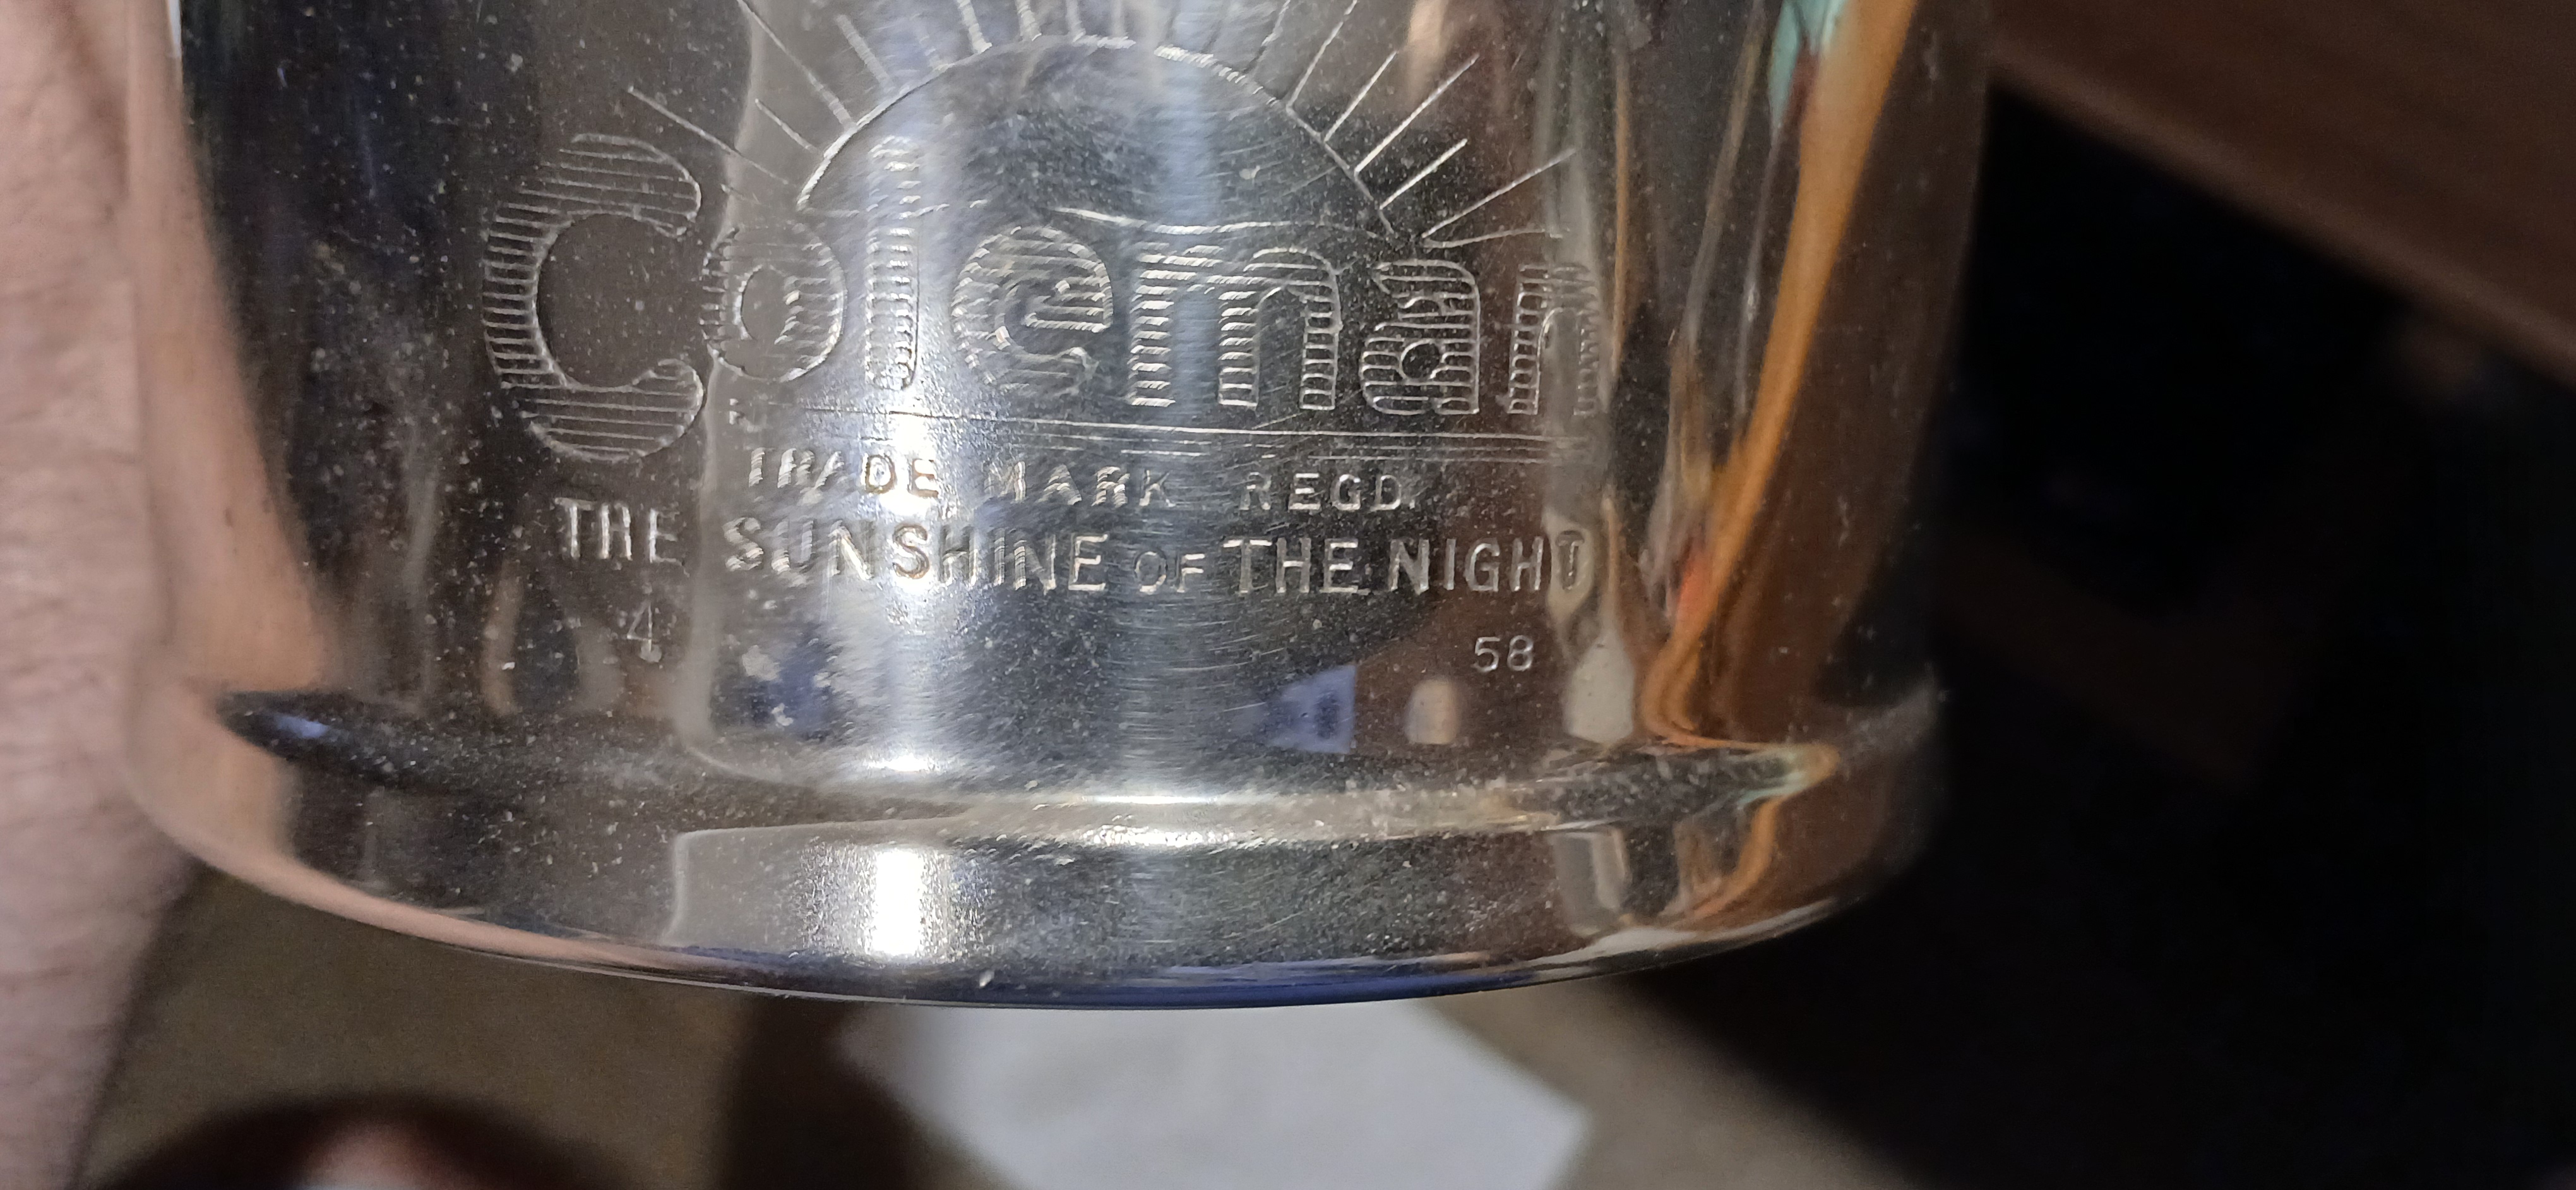 Coleman
TRADE MARK REGD.
THE SUNSHINE OF THE NIGHT
4 58